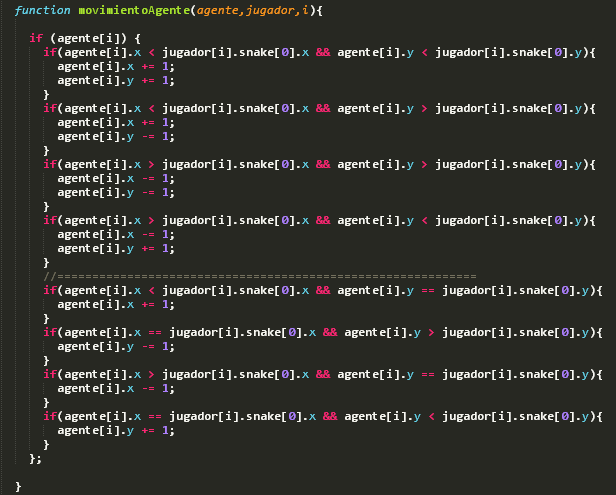 function movimientoAgente(agente,jugador,i){
if (agente[i]) {
if(agente[i].x < jugador[i].snake[0].x && agente[i].y < jugador[i].snake[0].y){
agente[i].x += 1;
agente[i].y += 1;
}
if(agente[i].x < jugador[i].snake[0].x && agente[i].y > jugador[i].snake[0].y){
agente[i].x += 1;
agente[i].y -= 1;
}
if(agente[i].x > jugador[i].snake[0].x && agente[i].y > jugador[i].snake[0].y){
agente[i].x -= 1;
agente[i].y -= 1;
}
if(agente[i].x > jugador[i].snake[0].x && agente[i].y < jugador[i].snake[0].y){
agente[i].x -= 1;
agente[i].y += 1;
}
//============================================================
if(agente[i].x < jugador[i].snake[0].x && agente[i].y == jugador[i].snake[0].y){
agente[i].x += 1;
}
if(agente[i].x == jugador[i].snake[0].x && agente[i].y > jugador[i].snake[0].y){
agente[i].y -= 1;
}
if(agente[i].x > jugador[i].snake[0].x && agente[i].y == jugador[i].snake[0].y){
agente[i].x -= 1;
}
if(agente[i].x == jugador[i].snake[0].x && agente[i].y < jugador[i].snake[0].y){
agente[i].y += 1;
}
};
}